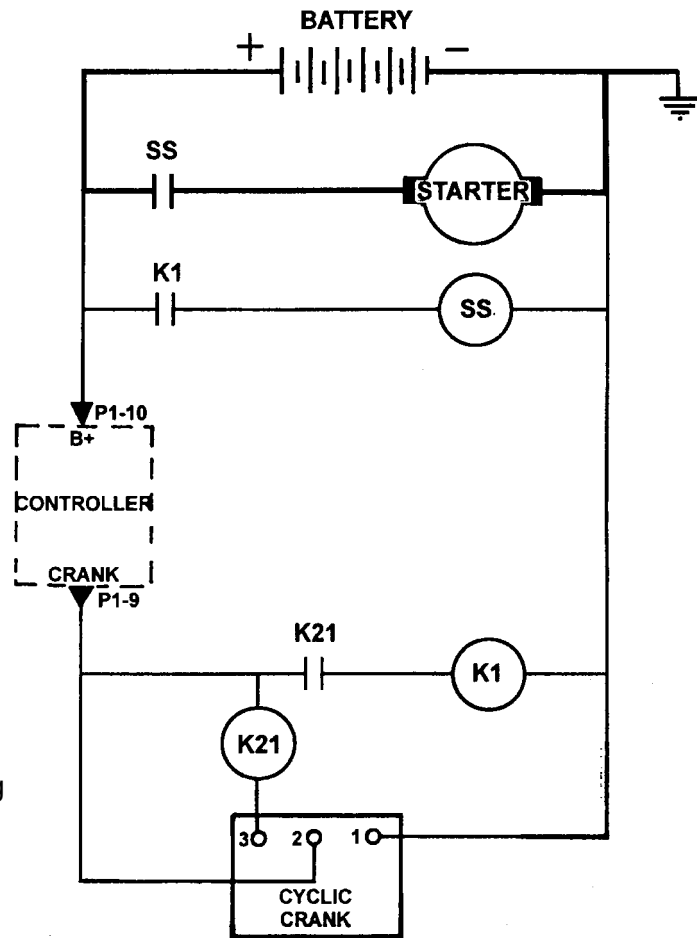 BATTERY
+ −
SS
STARTER
K1
SS
P1-10
B+
CONTROLLER
CRANK
P1-9
K21
K1
K21
3 2 1
CYCLIC
CRANK